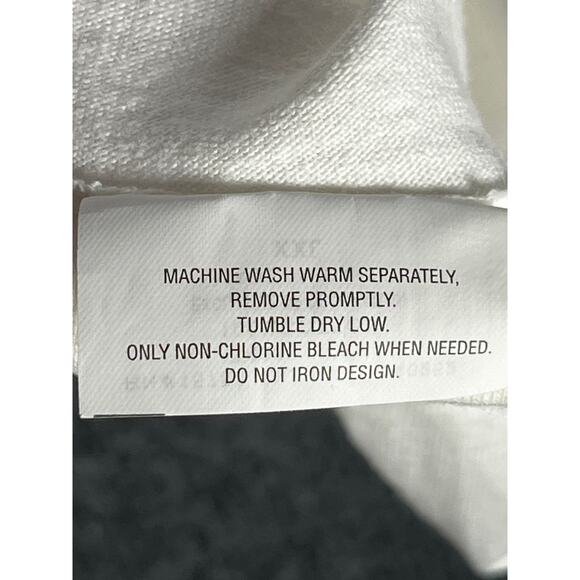 MACHINE WASH WARM SEPARATELY,
REMOVE PROMPTLY.
TUMBLE DRY LOW.
ONLY NON-CHLORINE BLEACH WHEN NEEDED.
DO NOT IRON DESIGN.